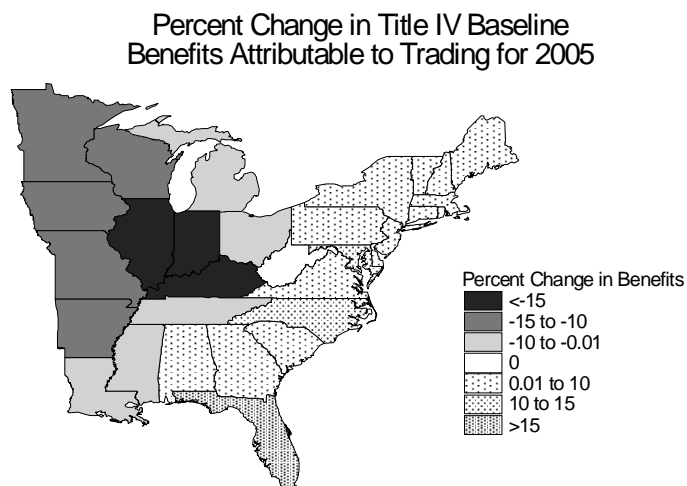 Percent Change in Title IV Baseline
Benefits Attributable to Trading for 2005
Percent Change in Benefits
<-15
-15 to -10
-10 to -0.01
0
0.01 to 10
10 to 15
>15